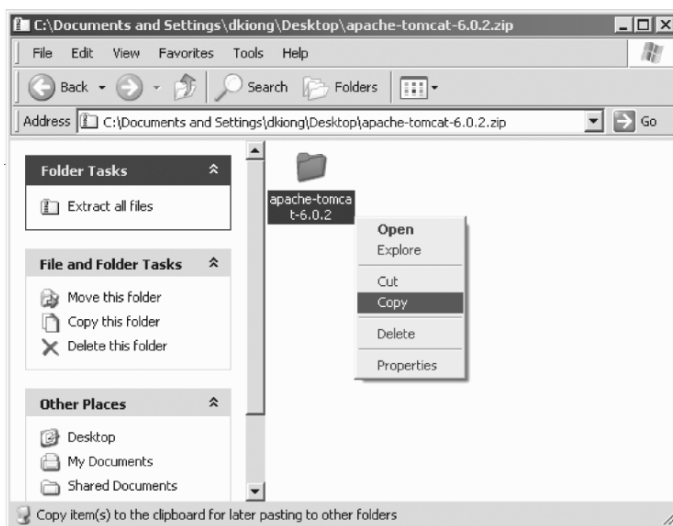 C:\Documents and Settings\dkiong\Desktop\apache-tomcat-6.0.2.zip
File Edit View Favorites Tools Help
Back Search Folders
Address C:\Documents and Settings\dkiong\Desktop\apache-tomcat-6.0.2.zip Go
Folder Tasks
Extract all files
File and Folder Tasks
Move this folder
Copy this folder
Delete this folder
Other Places
Desktop
My Documents
Shared Documents
apache-tomca
t-6.0.2
Open
Explore
Cut
Copy
Delete
Properties
Copy item(s) to the clipboard for later pasting to other folders